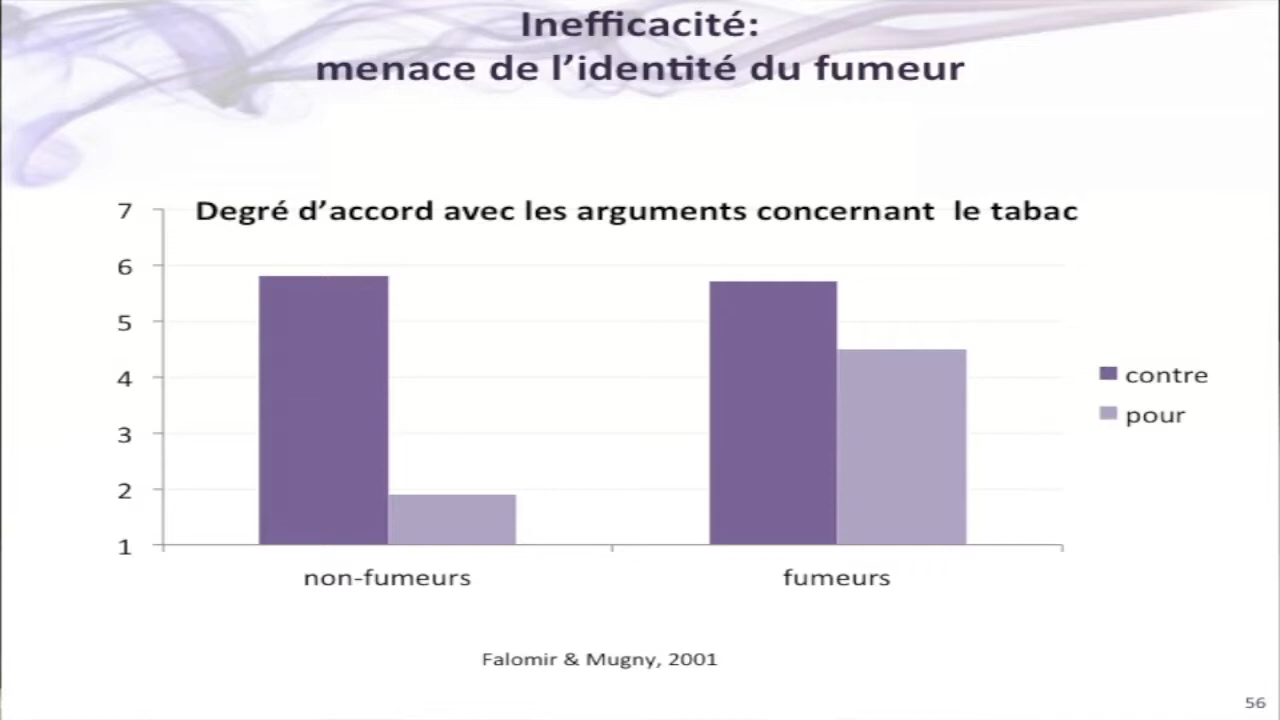 Inefficacité:
menace de l’identité du fumeur
Degré d’accord avec les arguments concernant  le tabac
7
6
5
4
3
2
1
contre
pour
non-fumeurs
fumeurs
Falomir & Mugny, 2001
56